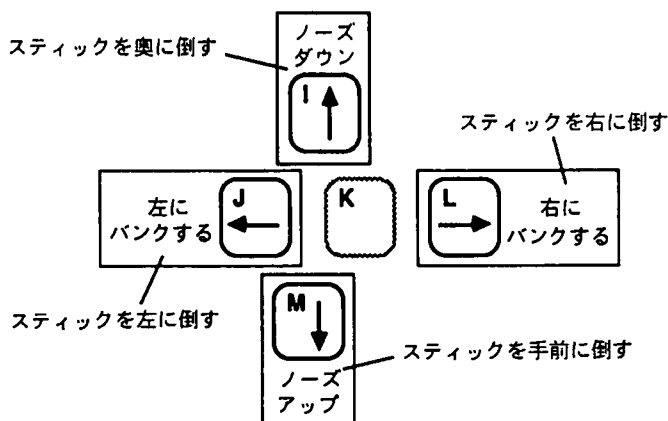 ノーズ
ダウン
スティックを奥に倒す
I
スティックを右に倒す
左に
バンクする
J
K
L
右に
バンクする
スティックを左に倒す
M
スティックを手前に倒す
ノーズ
アップ